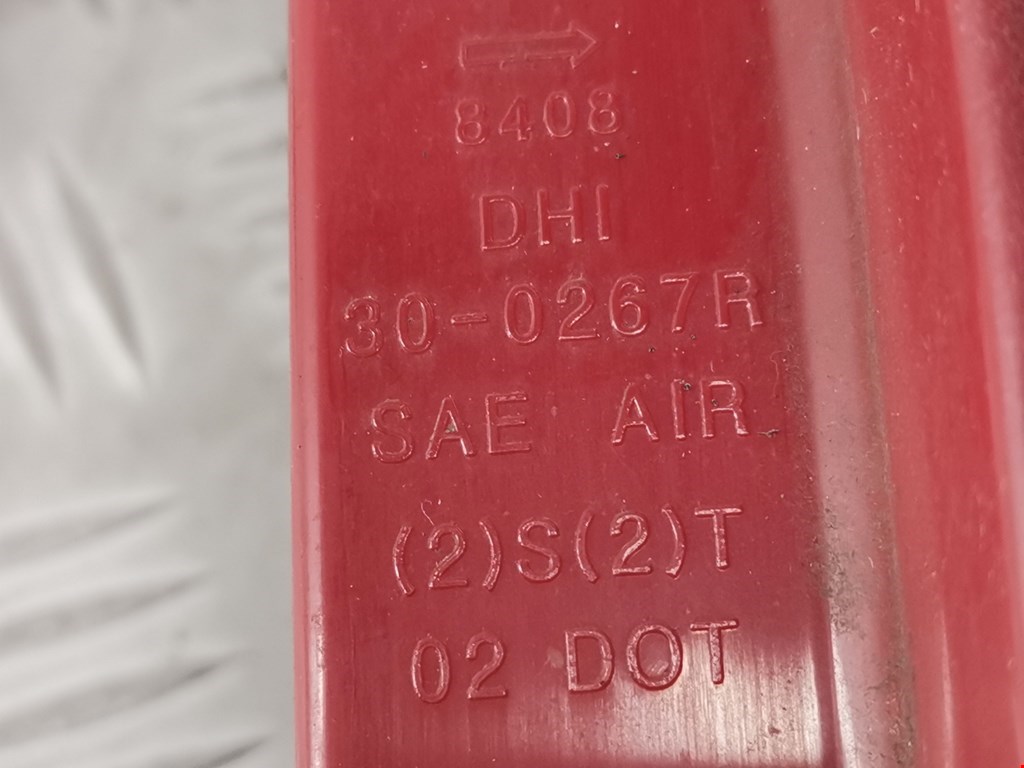 8408
DHI
30-0267R
SAE AIR
(2)S(2)T
02 DOT